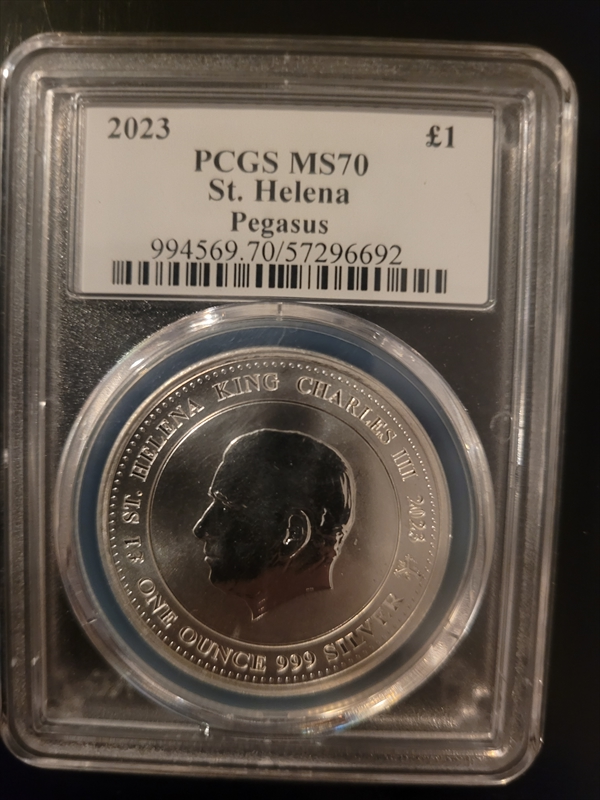 2023 £1
PCGS MS70
St. Helena
Pegasus
994569.70/57296692
£1 ST. HELENA KING CHARLES III 2023
ONE OUNCE 999 SILVER